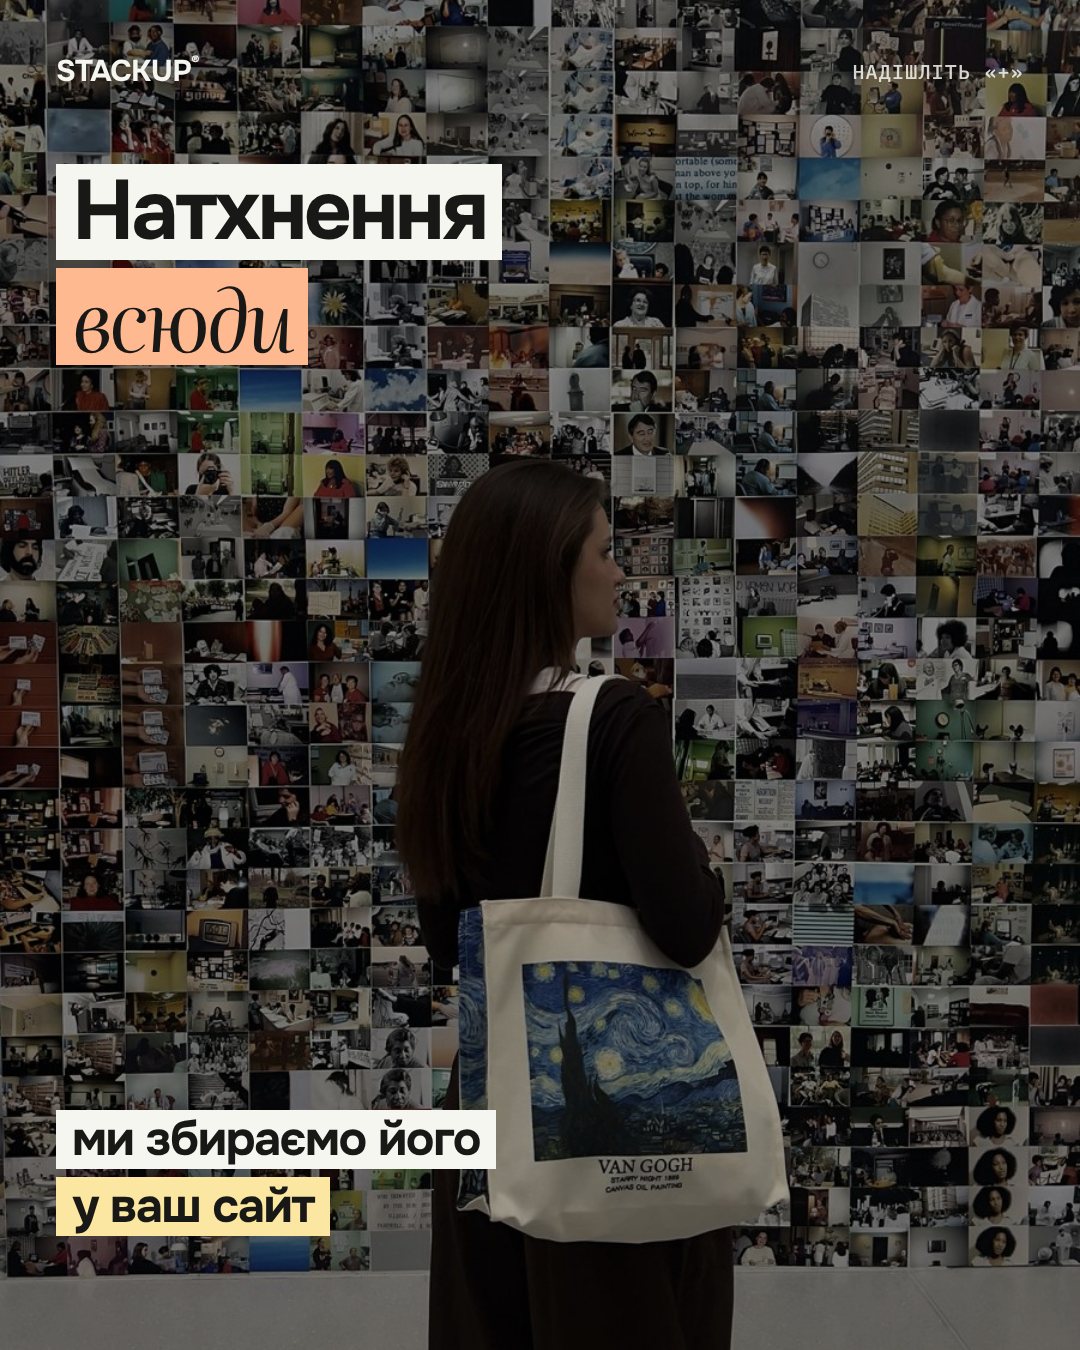 STACKUP®
НАДІШЛІТЬ «+»
Натхнення
всюди
ми збираємо його
у ваш сайт
VAN GOGH
STARRY NIGHT 1889
CANVAS OIL PAINTING